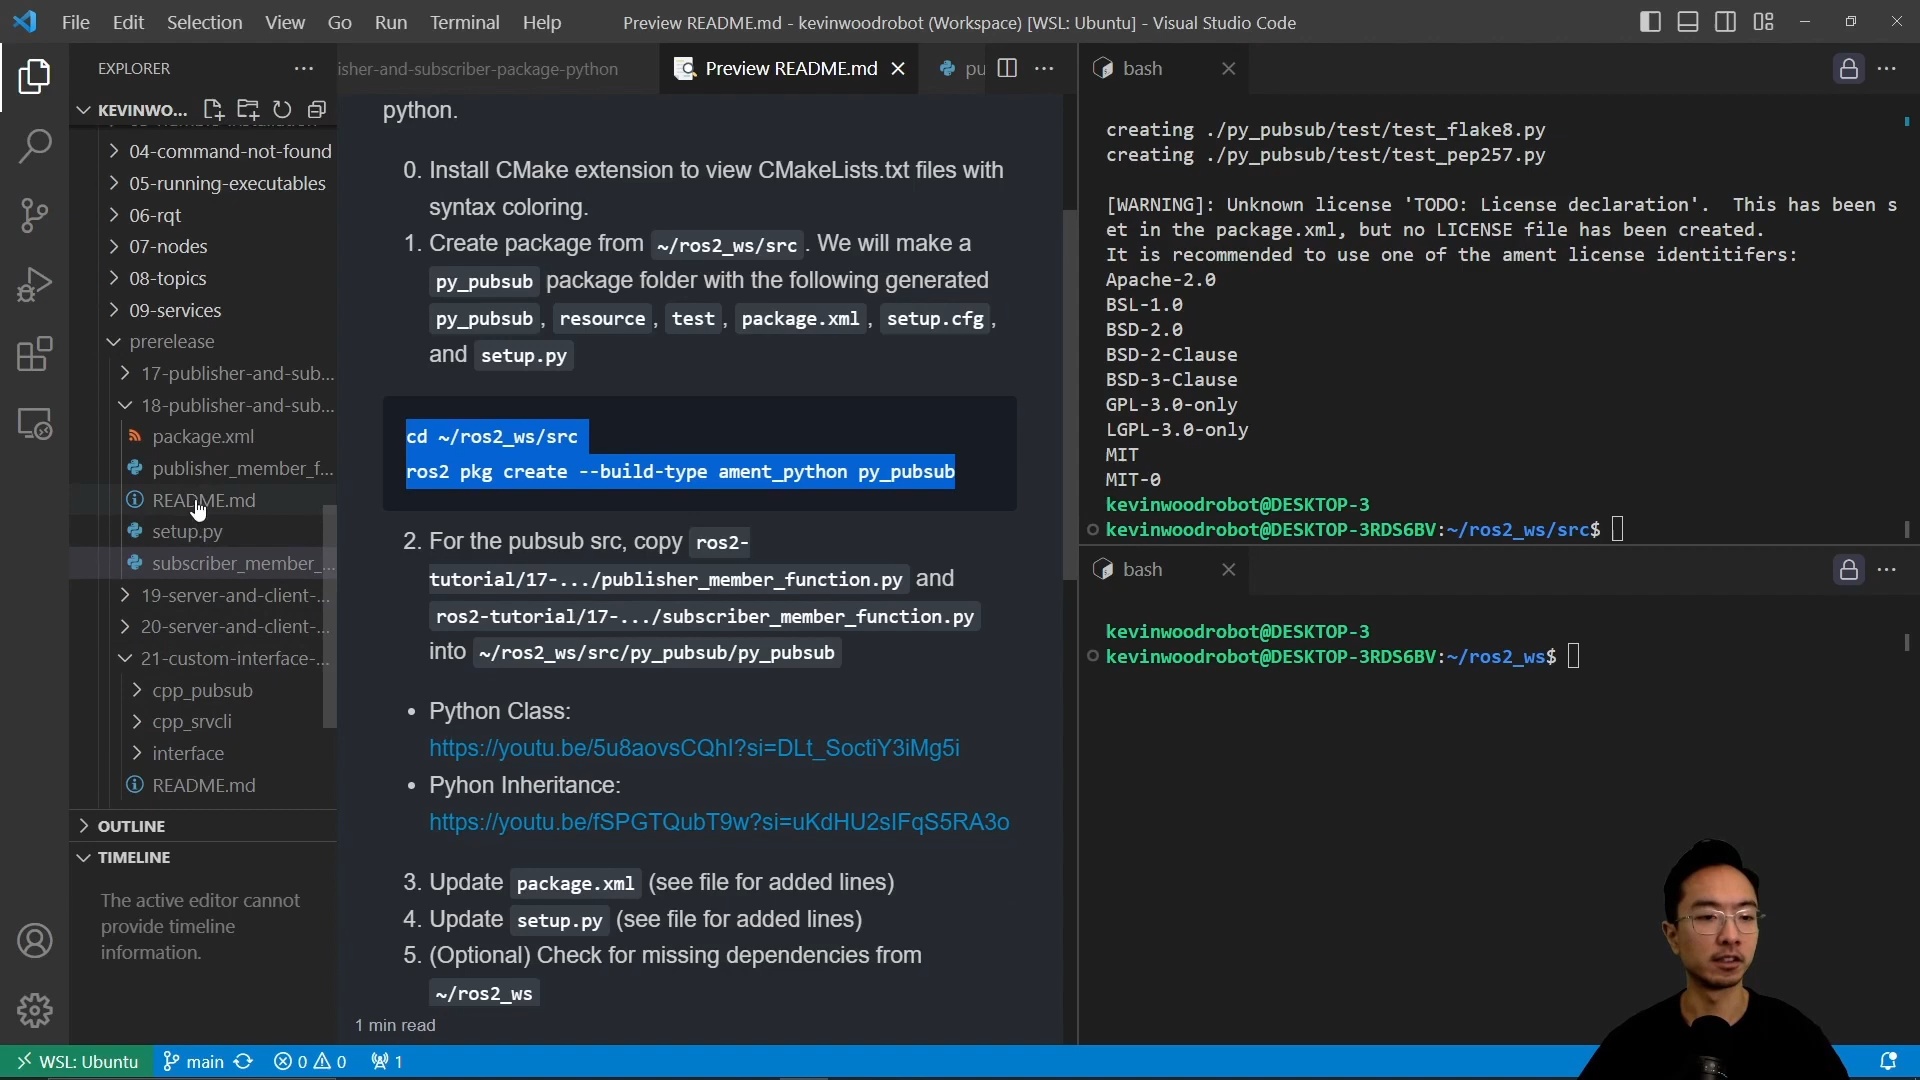 File Edit Selection View Go Run Terminal Help
Preview README.md - kevinwoodrobot (Workspace) [WSL: Ubuntu] - Visual Studio Code
EXPLORER
KEVINWO...
04-command-not-found
05-running-executables
06-rqt
07-nodes
08-topics
09-services
prerelease
17-publisher-and-sub...
18-publisher-and-sub...
package.xml
publisher_member_f...
README.md
setup.py
subscriber_member_...
19-server-and-client-...
20-server-and-client-...
21-custom-interface-...
cpp_pubsub
cpp_srvcli
interface
README.md
OUTLINE
TIMELINE
The active editor cannot
provide timeline
information.
isher-and-subscriber-package-python
Preview README.md
pu
python.
0. Install CMake extension to view CMakeLists.txt files with
syntax coloring.
1. Create package from ~/ros2_ws/src . We will make a
py_pubsub package folder with the following generated
py_pubsub , resource , test , package.xml , setup.cfg ,
and setup.py
cd ~/ros2_ws/src
ros2 pkg create --build-type ament_python py_pubsub
2. For the pubsub src, copy ros2-
tutorial/17-.../publisher_member_function.py and
ros2-tutorial/17-.../subscriber_member_function.py
into ~/ros2_ws/src/py_pubsub/py_pubsub
• Python Class:
https://youtu.be/5u8aovsCQhI?si=DLt_SoctiY3iMg5i
• Pyhon Inheritance:
https://youtu.be/fSPGTQubT9w?si=uKdHU2sIFqS5RA3o
3. Update package.xml (see file for added lines)
4. Update setup.py (see file for added lines)
5. (Optional) Check for missing dependencies from
~/ros2_ws
1 min read
bash
creating ./py_pubsub/test/test_flake8.py
creating ./py_pubsub/test/test_pep257.py
[WARNING]: Unknown license 'TODO: License declaration'.  This has been s
et in the package.xml, but no LICENSE file has been created.
It is recommended to use one of the ament license identitifers:
Apache-2.0
BSL-1.0
BSD-2.0
BSD-2-Clause
BSD-3-Clause
GPL-3.0-only
LGPL-3.0-only
MIT
MIT-0
kevinwoodrobot@DESKTOP-3
kevinwoodrobot@DESKTOP-3RDS6BV:~/ros2_ws/src$
bash
kevinwoodrobot@DESKTOP-3
kevinwoodrobot@DESKTOP-3RDS6BV:~/ros2_ws$
WSL: Ubuntu main 0 0 1